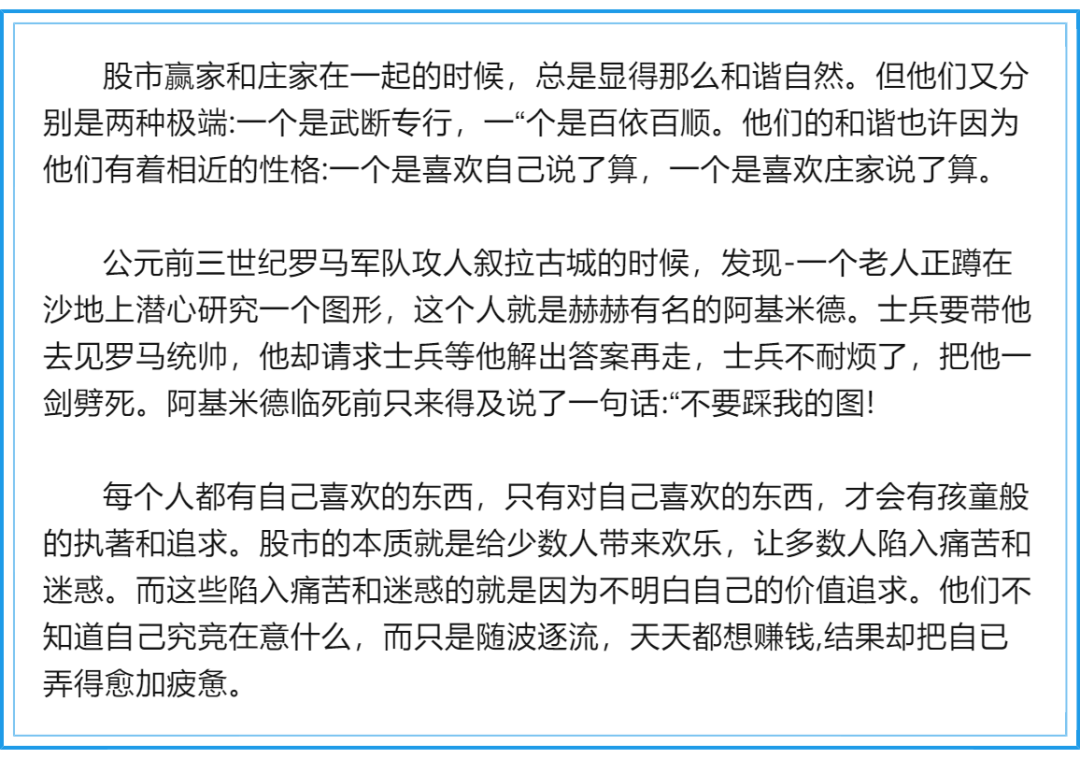 股市赢家和庄家在一起的时候，总是显得那么和谐自然。但他们又分
别是两种极端:一个是武断专行，一“个是百依百顺。他们的和谐也许因为
他们有着相近的性格:一个是喜欢自己说了算，一个是喜欢庄家说了算。
公元前三世纪罗马军队攻人叙拉古城的时候，发现-一个老人正蹲在
沙地上潜心研究一个图形，这个人就是赫赫有名的阿基米德。士兵要带他
去见罗马统帅，他却请求士兵等他解出答案再走，士兵不耐烦了，把他一
剑劈死。阿基米德临死前只来得及说了一句话:“不要踩我的图!
每个人都有自己喜欢的东西，只有对自己喜欢的东西，才会有孩童般
的执著和追求。股市的本质就是给少数人带来欢乐，让多数人陷入痛苦和
迷惑。而这些陷入痛苦和迷惑的就是因为不明白自己的价值追求。他们不
知道自己究竞在意什么，而只是随波逐流，天天都想赚钱,结果却把自已
弄得愈加疲惫。